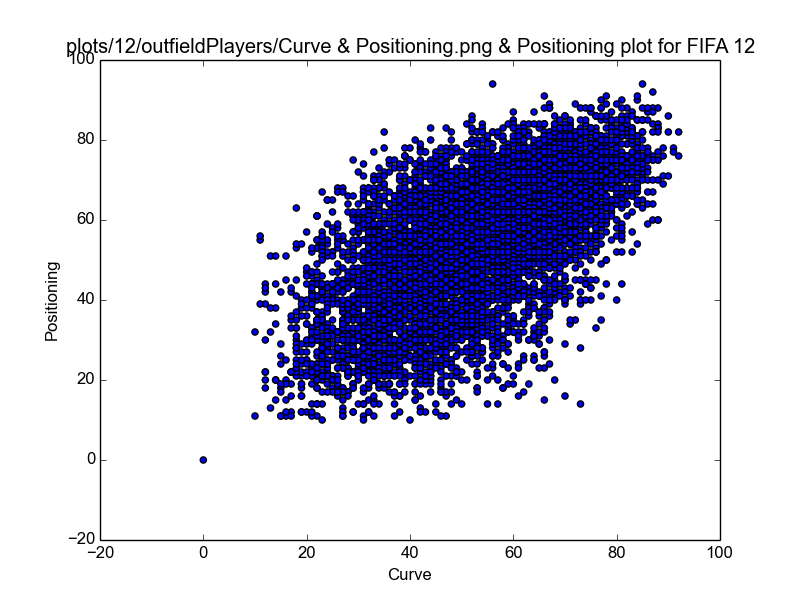 plots/12/outfieldPlayers/Curve & Positioning.png & Positioning plot for FIFA 12
100
80
60
40
20
0
−20
Positioning
−20 0 20 40 60 80 100
Curve